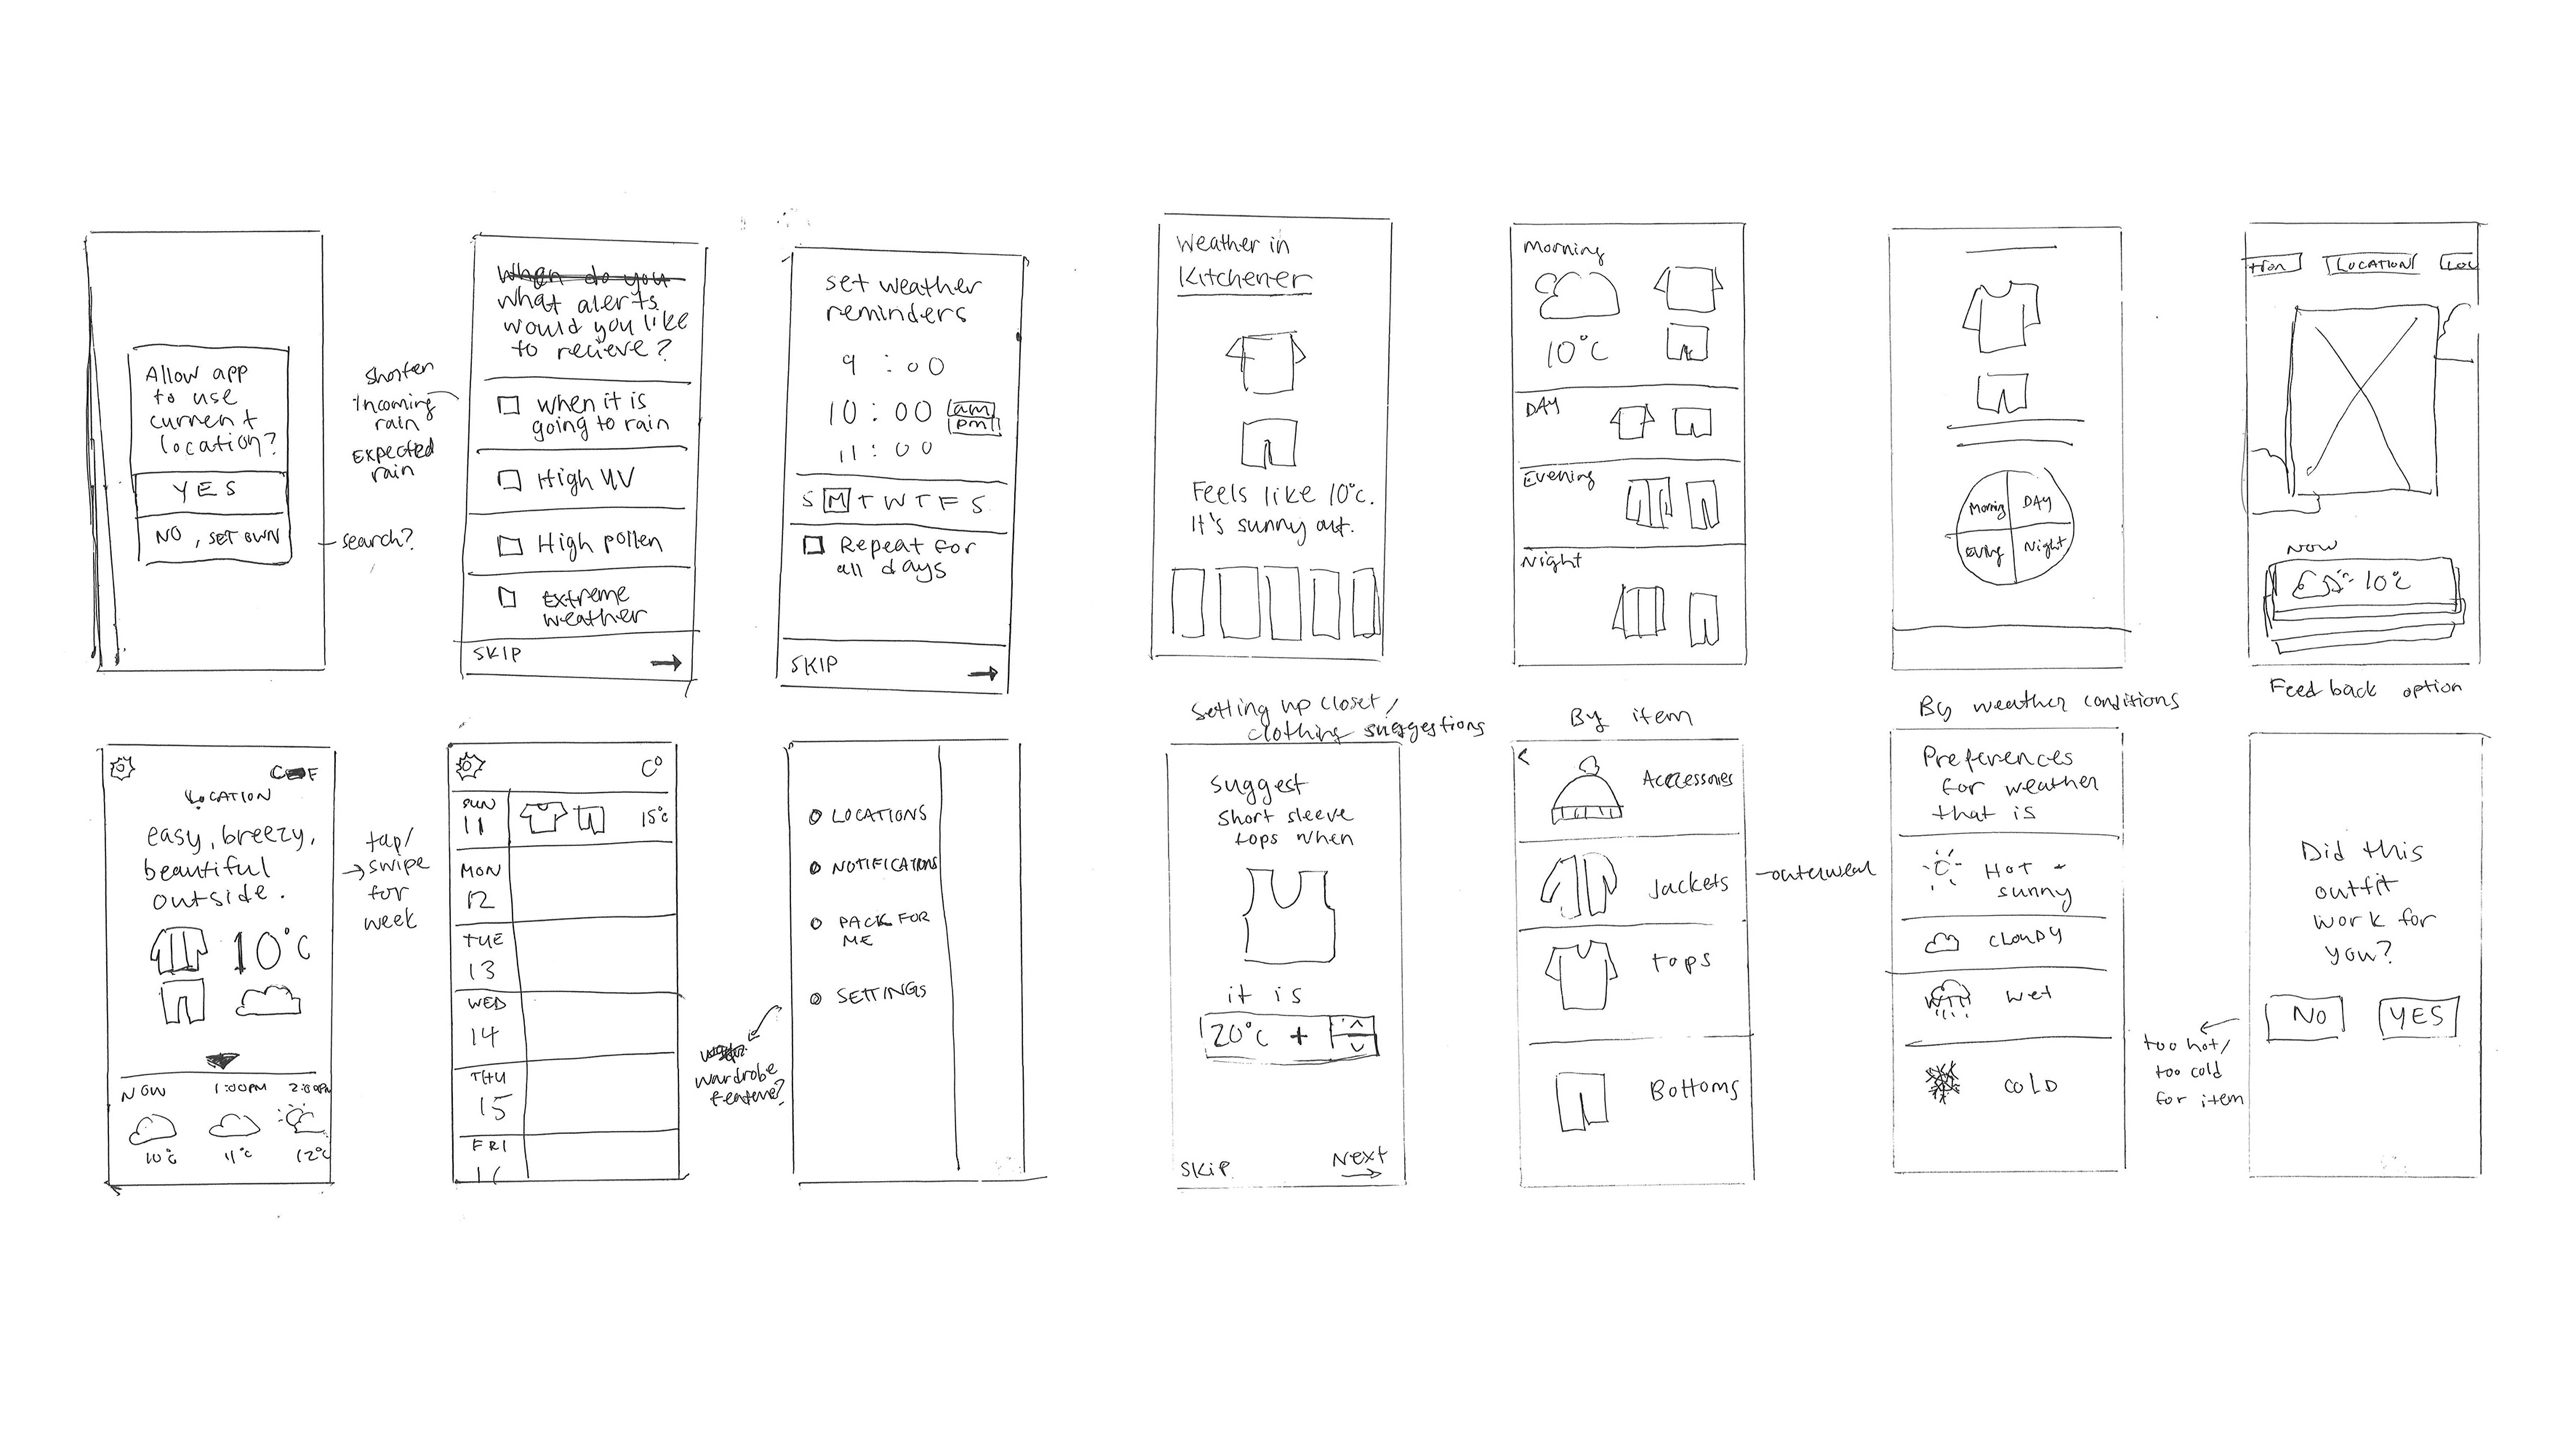 Allow app
to use
current
location?
YES
NO, SET OWN
search?
Shorten
Incoming
rain
Expected
rain
When do you
what alerts
would you like
to recieve?
when it is
going to rain
High UV
High pollen
Extreme
weather
SKIP
set weather
reminders
9 : 00
10 : 00 am
pm
11 : 00
S M T W T F S
Repeat for
all days
SKIP
Weather in
Kitchener
Feels like 10°c.
It's sunny out.
Morning
10°C
DAY
Evening
Night
Morning
DAY
Evning
Night
tion
LOCATION
LOC
NOW
10°c
C F
LOCATION
easy, breezy,
beautiful
outside.
10°C
NOW
1:00PM
2:00PM
10°c
11°c
12°c
tap/
swipe
for
week
C°
SUN
11
15°c
MON
12
TUE
13
WED
14
THU
15
FRI
LOCATIONS
NOTIFICATIONS
PACK FOR
ME
SETTINGS
wardrobe
feature?
Setting up closet/
clothing suggestions
Suggest
short sleeve
tops when
it is
20°c +
SKIP
Next
By item
Accessories
Jackets
Tops
Bottoms
outerwear
By weather conditions
Preferences
for weather
that is
Hot +
sunny
CLOUDY
wet
COLD
Feedback option
Did this
outfit
work for
you?
NO
YES
too hot/
too cold
for item